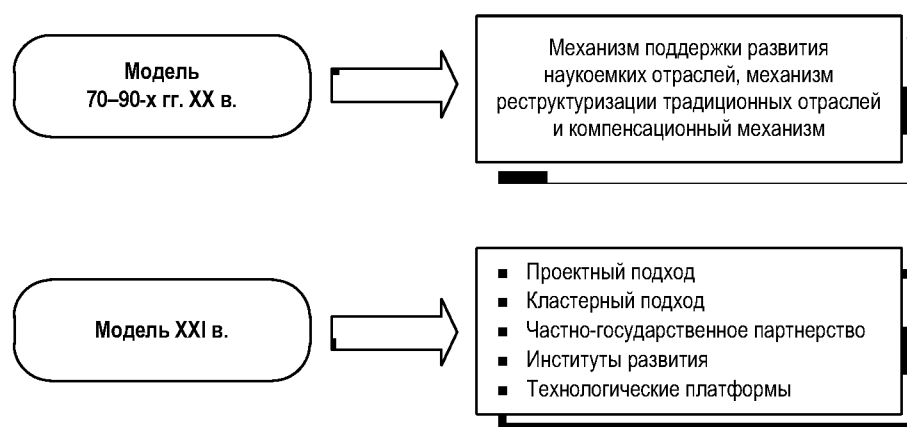 Модель
70–90-х гг. XX в.
Механизм поддержки развития
наукоемких отраслей, механизм
реструктуризации традиционных отраслей
и компенсационный механизм
Модель XXI в.
Проектный подход
Кластерный подход
Частно-государственное партнерство
Институты развития
Технологические платформы